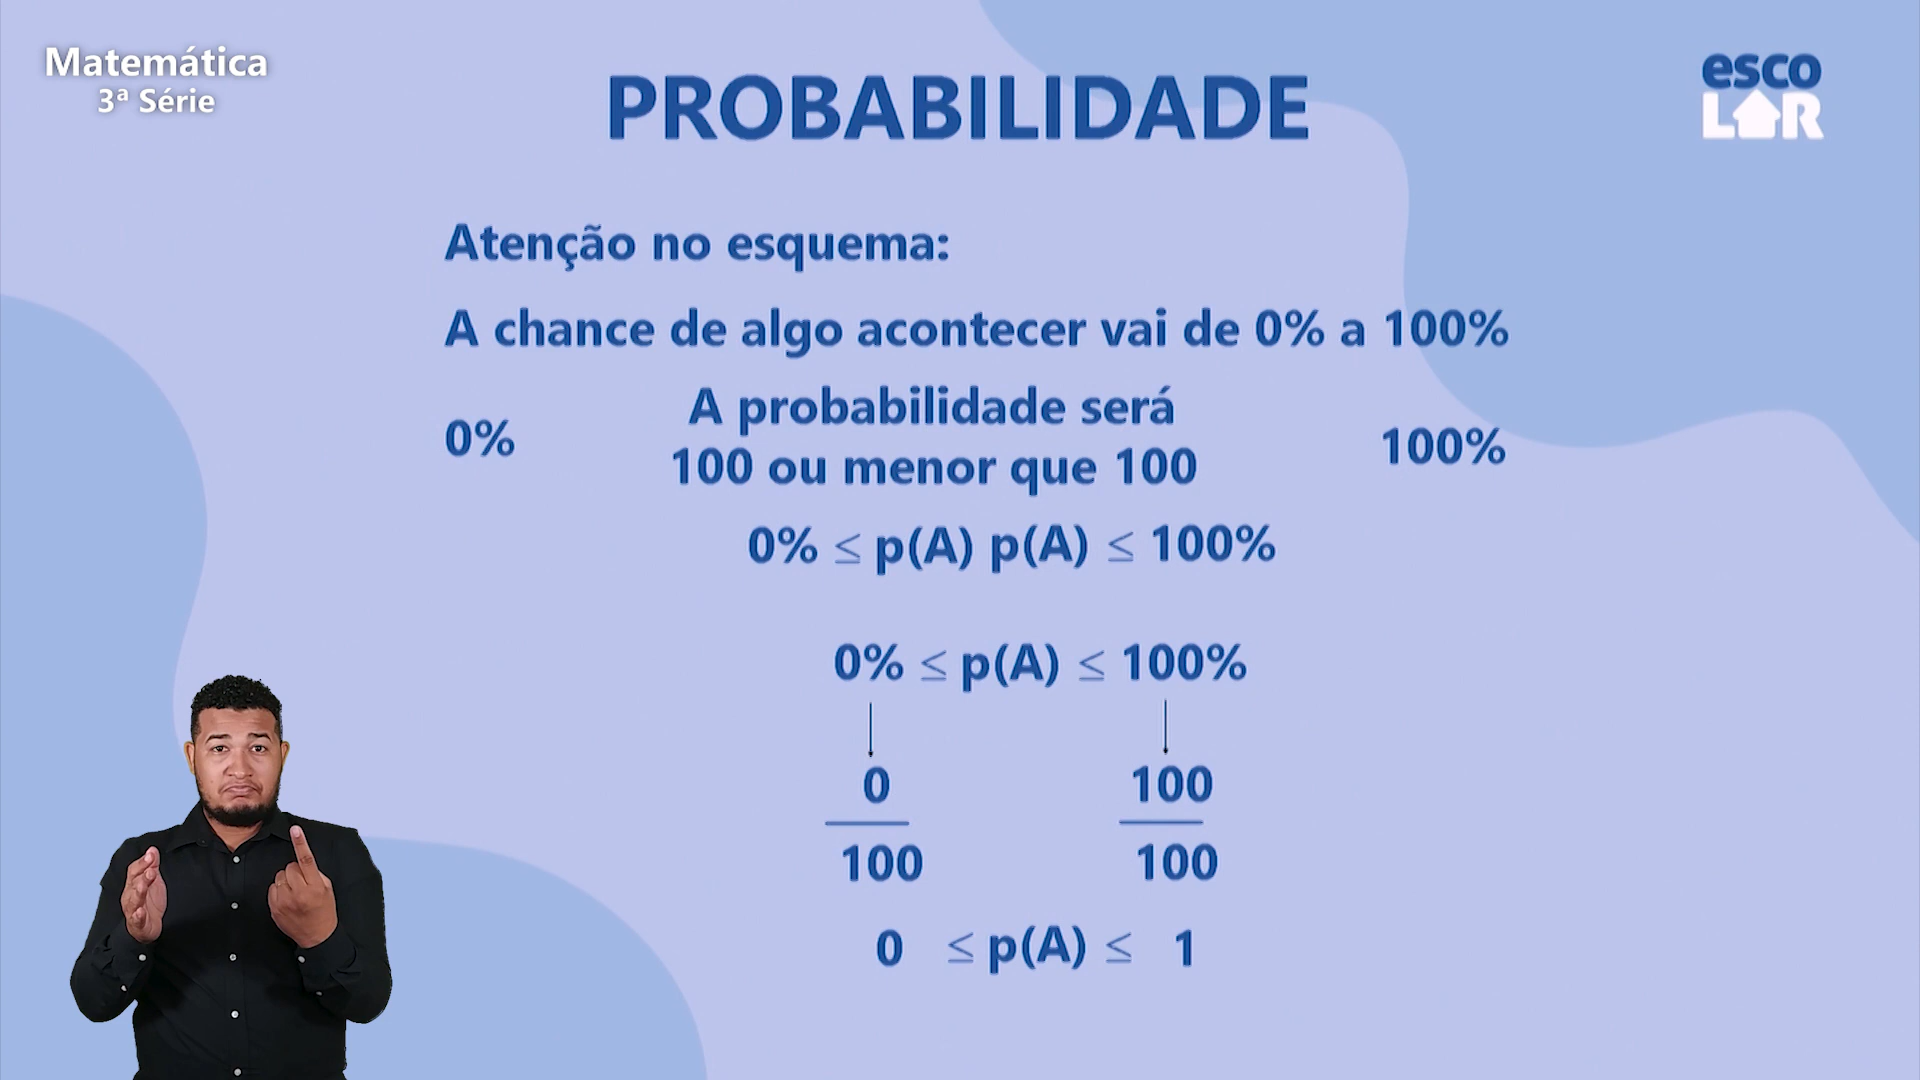 Matemática
3ª Série
PROBABILIDADE
esco
LAR
Atenção no esquema:
A chance de algo acontecer vai de 0% a 100%
0%
A probabilidade será
100 ou menor que 100
100%
0% ≤ p(A) p(A) ≤ 100%
0% ≤ p(A) ≤ 100%
0 100
100 100
0 ≤ p(A) ≤ 1